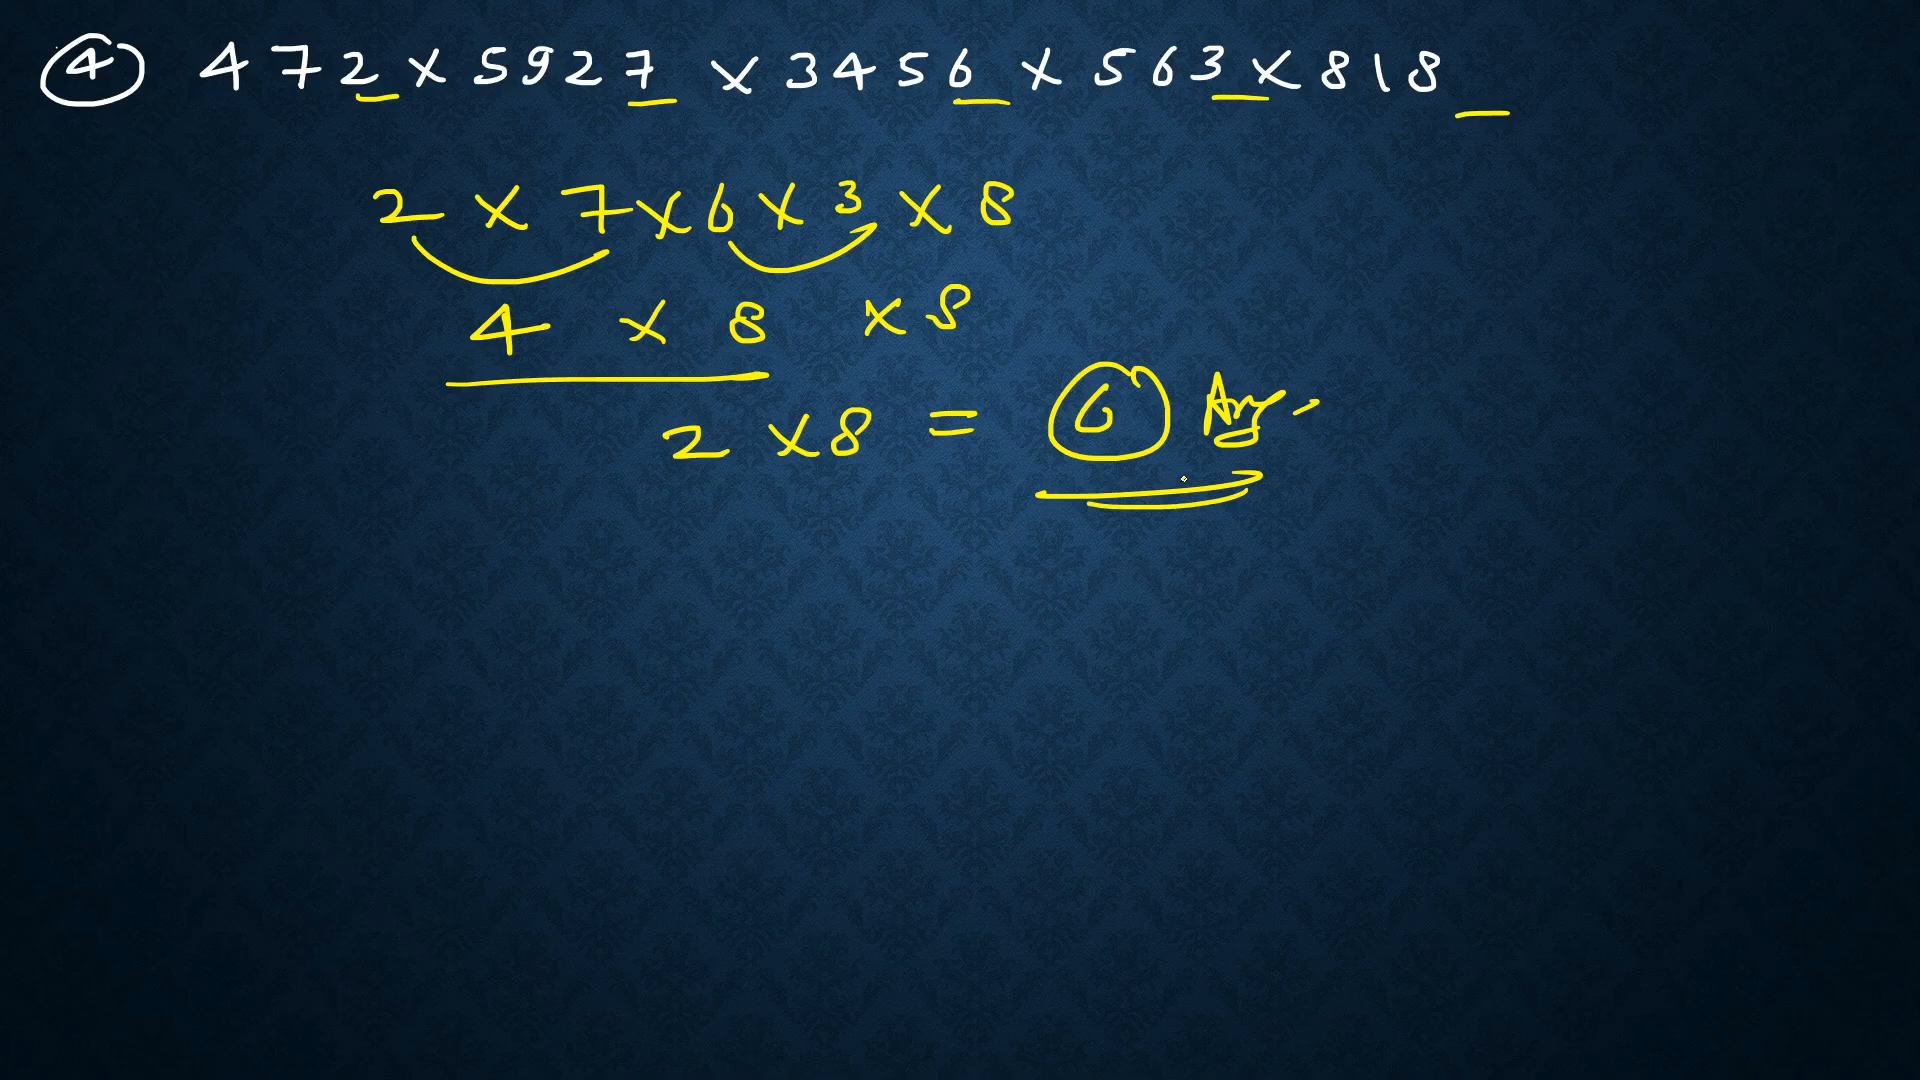 ④ 472 × 5927 × 3456 × 563 × 818
2 × 7 × 6 × 3 × 8
4 × 8 × 8
2 × 8 = 6 Ans.